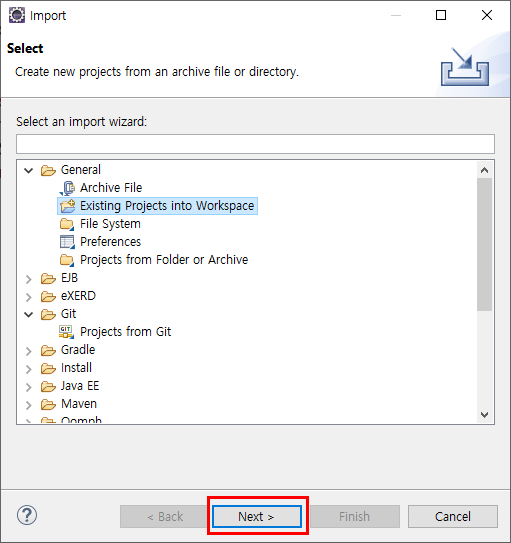 Import
Select
Create new projects from an archive file or directory.
Select an import wizard:
General
Archive File
Existing Projects into Workspace
File System
Preferences
Projects from Folder or Archive
EJB
eXERD
Git
GIT
Projects from Git
Gradle
Install
Java EE
Maven
Oomph
?
< Back
Next >
Finish
Cancel